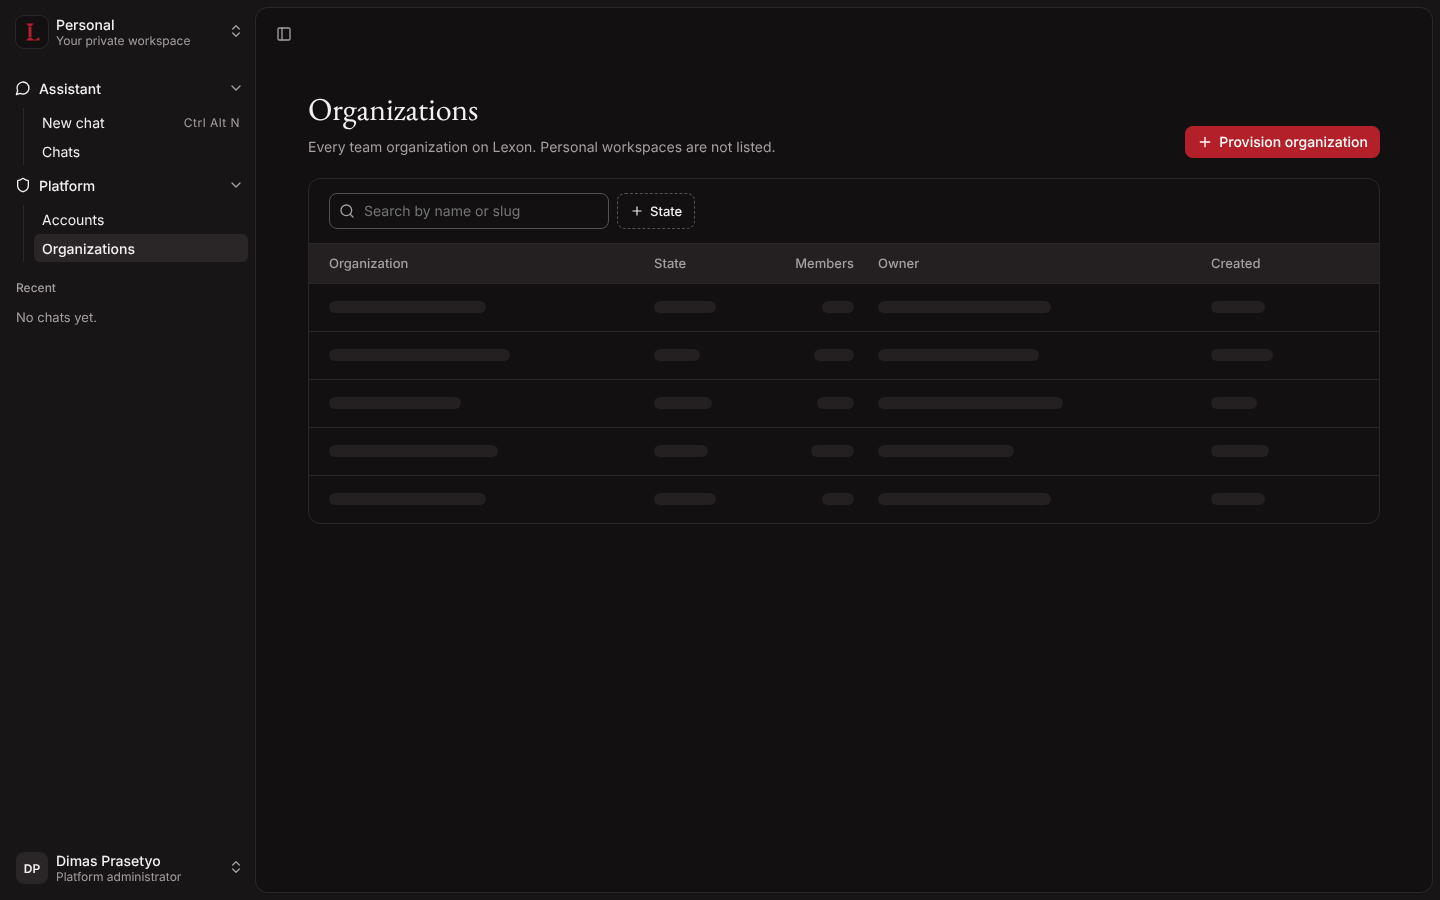 L
Personal
Your private workspace
Assistant
New chat
Ctrl Alt N
Chats
Platform
Accounts
Organizations
Recent
No chats yet.
DP
Dimas Prasetyo
Platform administrator
Organizations
Every team organization on Lexon. Personal workspaces are not listed.
Provision organization
Search by name or slug
State
Organization State Members Owner Created